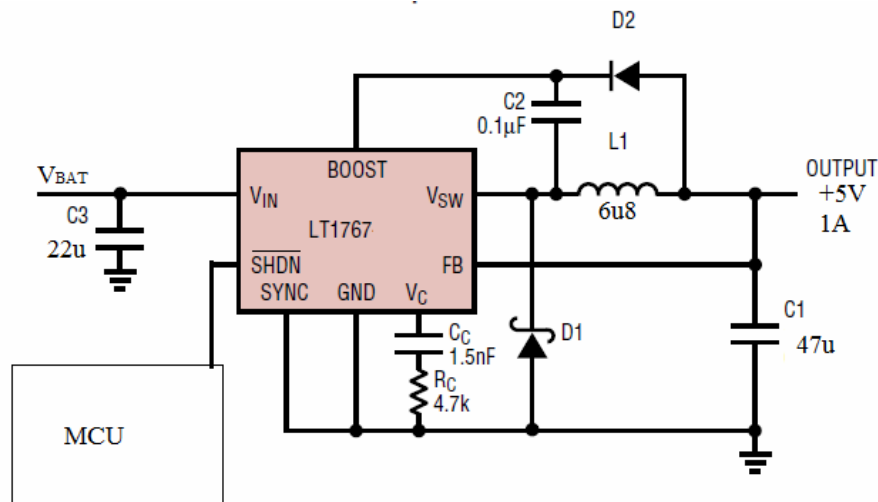 D2
C2
0.1µF
L1
BOOST
VBAT
OUTPUT
VIN
VSW
+5V
C3
6u8
1A
LT1767
22u
SHDN
FB
SYNC GND VC
C1
CC
D1
1.5nF
47u
RC
4.7k
MCU